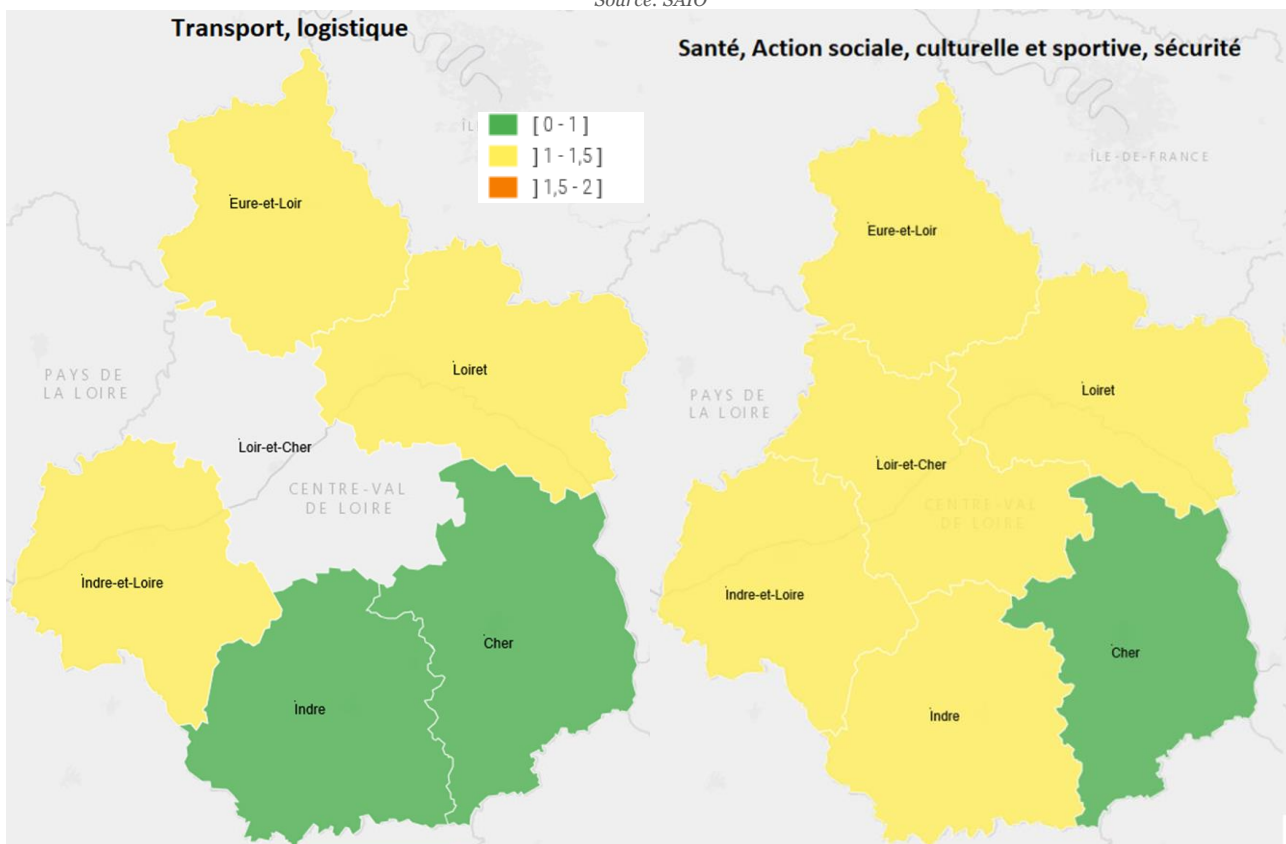 Source: SAIO
Transport, logistique
Santé, Action sociale, culturelle et sportive, sécurité
[ 0 - 1 ]
] 1 - 1,5 ]
] 1,5 - 2 ]
Eure-et-Loir
Loiret
PAYS DE
LA LOIRE
Loir-et-Cher
CENTRE-VAL
DE LOIRE
Indre-et-Loire
Cher
Indre
ÎLE-DE-FRANCE
Eure-et-Loir
Loiret
PAYS DE
LA LOIRE
Loir-et-Cher
CENTRE-VAL
DE LOIRE
Indre-et-Loire
Cher
Indre